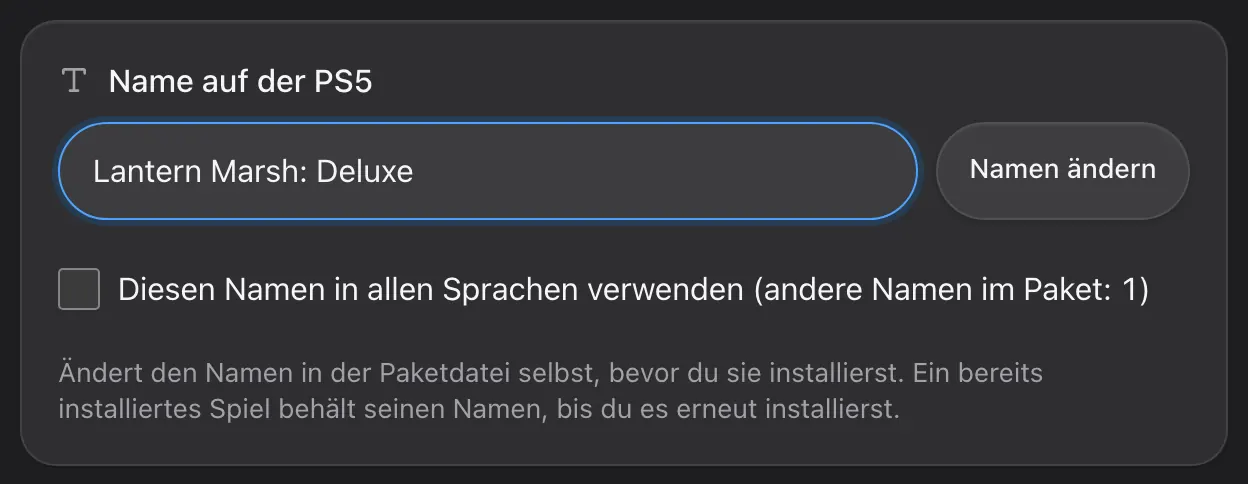 Name auf der PS5
Lantern Marsh: Deluxe
Namen ändern
Diesen Namen in allen Sprachen verwenden (andere Namen im Paket: 1)
Ändert den Namen in der Paketdatei selbst, bevor du sie installierst. Ein bereits
installiertes Spiel behält seinen Namen, bis du es erneut installierst.